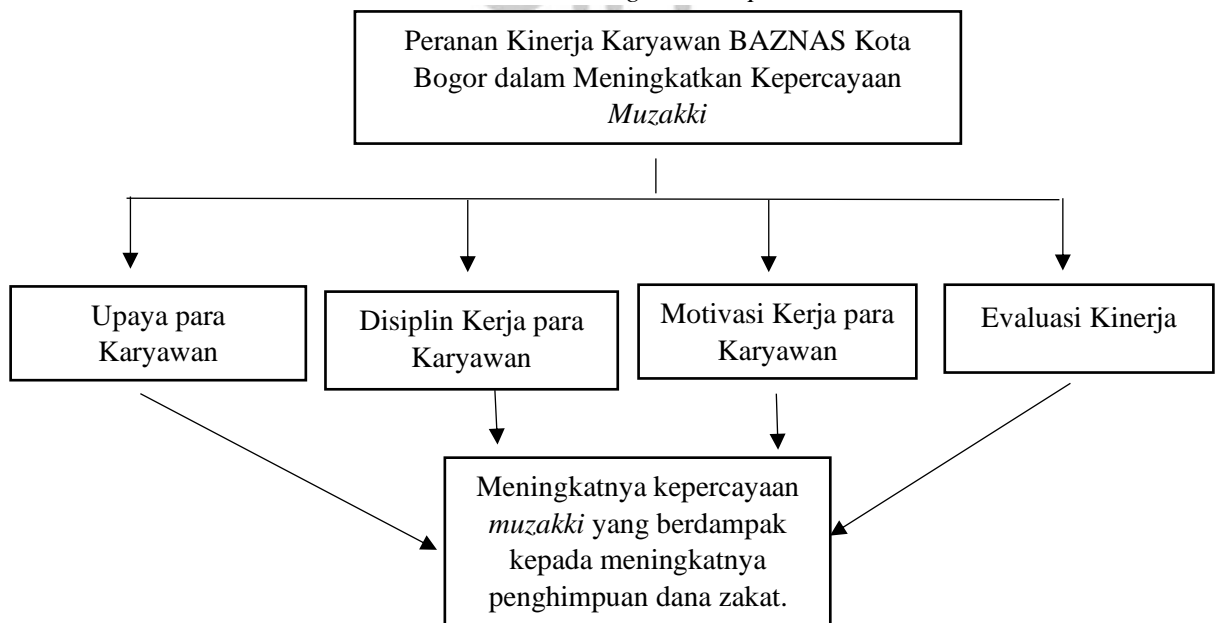 Peranan Kinerja Karyawan BAZNAS Kota
Bogor dalam Meningkatkan Kepercayaan
Muzakki
Upaya para
Karyawan
Disiplin Kerja para
Karyawan
Motivasi Kerja para
Karyawan
Evaluasi Kinerja
Meningkatnya kepercayaan
muzakki yang berdampak
kepada meningkatnya
penghimpuan dana zakat.